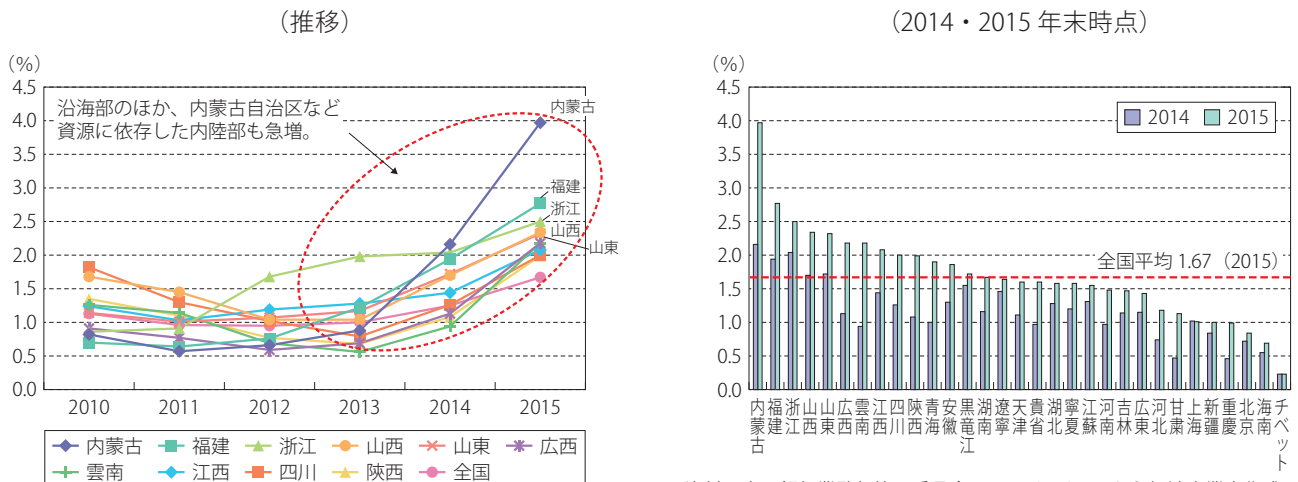 （推移）
（%）
4.5
4.0
3.5
3.0
2.5
2.0
1.5
1.0
0.5
0.0
沿海部のほか、内蒙古自治区など
資源に依存した内陸部も急増。
内蒙古
福建
浙江
山西
山東
2010 2011 2012 2013 2014 2015
内蒙古 福建 浙江 山西 山東 広西
雲南 江西 四川 陝西 全国
（2014・2015 年末時点）
（%）
4.5
4.0
3.5
3.0
2.5
2.0
1.5
1.0
0.5
0.0
2014 2015
全国平均 1.67（2015）
内蒙古
福建
浙江
山西
山東
広西
雲南
江西
四川
陝西
青海
安徽
黒竜江
湖南
遼寧
天津
貴省
湖北
寧夏
江蘇
河南
吉林
広東
河北
甘粛
上海
新疆
重慶
北京
海南
チベット